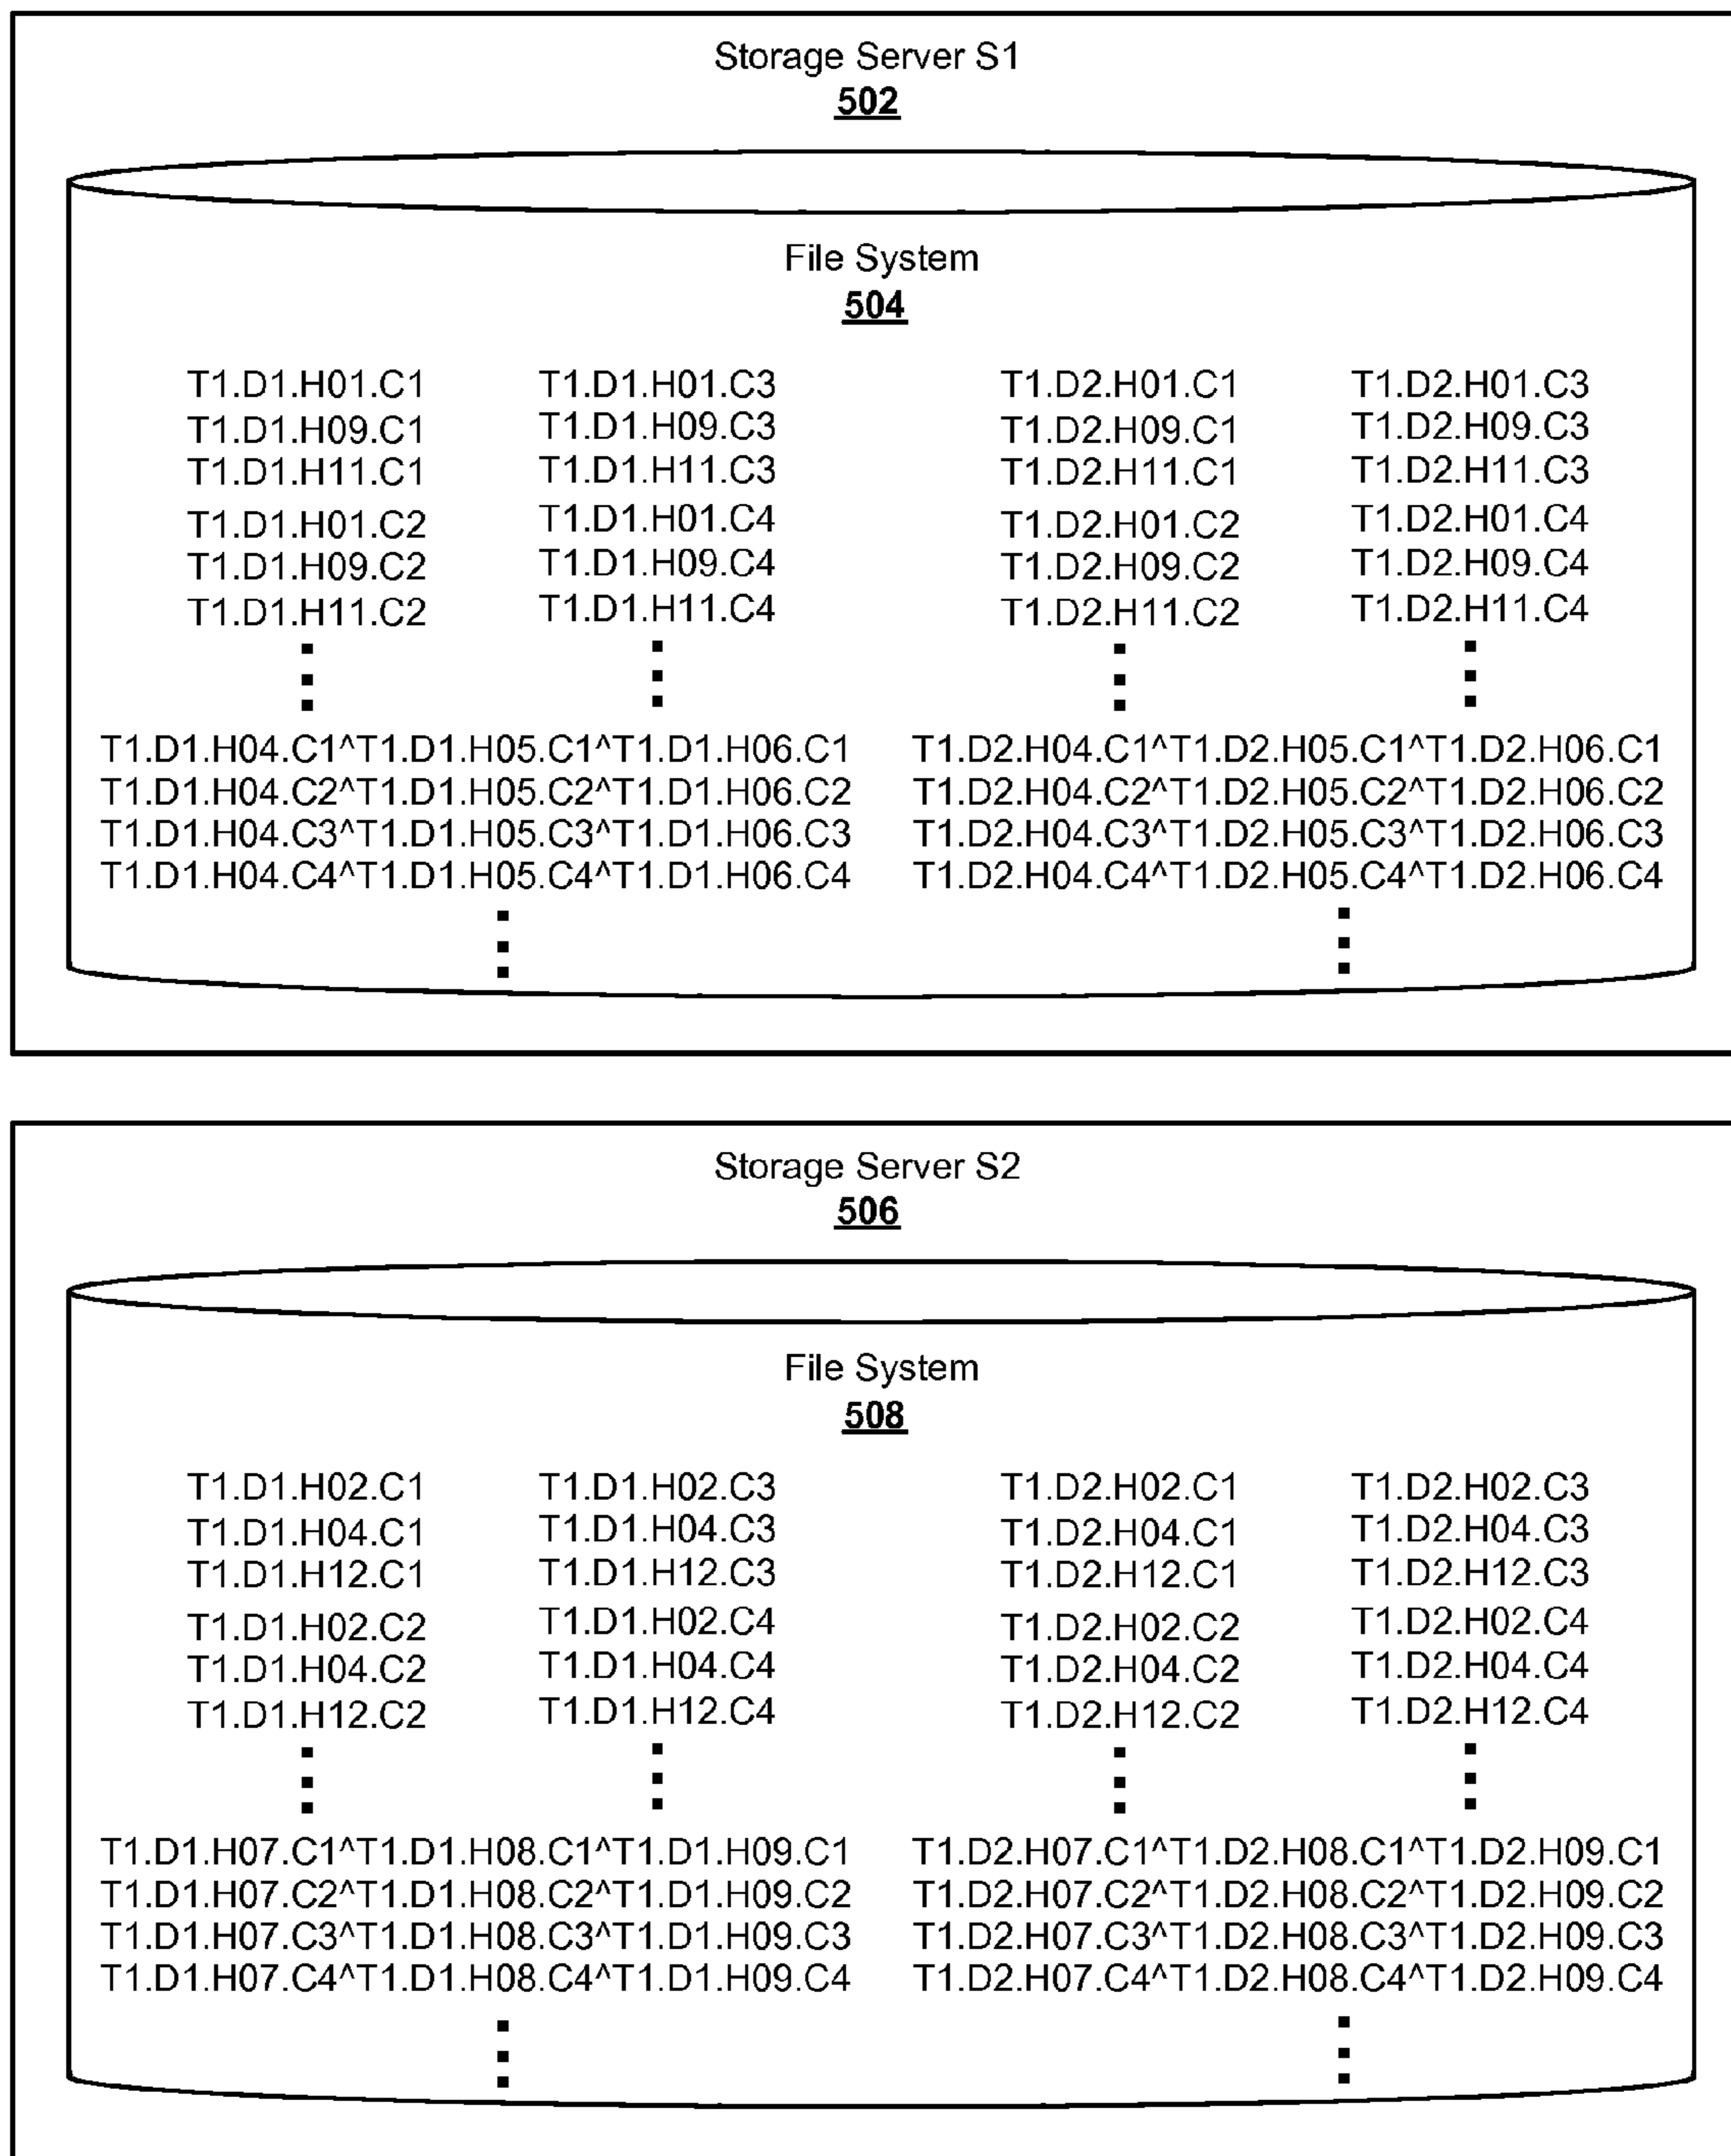 Storage Server S1
502
File System
504
T1.D1.H01.C1 T1.D1.H01.C3 T1.D2.H01.C1 T1.D2.H01.C3
T1.D1.H09.C1 T1.D1.H09.C3 T1.D2.H09.C1 T1.D2.H09.C3
T1.D1.H11.C1 T1.D1.H11.C3 T1.D2.H11.C1 T1.D2.H11.C3
T1.D1.H01.C2 T1.D1.H01.C4 T1.D2.H01.C2 T1.D2.H01.C4
T1.D1.H09.C2 T1.D1.H09.C4 T1.D2.H09.C2 T1.D2.H09.C4
T1.D1.H11.C2 T1.D1.H11.C4 T1.D2.H11.C2 T1.D2.H11.C4
T1.D1.H04.C1^T1.D1.H05.C1^T1.D1.H06.C1 T1.D2.H04.C1^T1.D2.H05.C1^T1.D2.H06.C1
T1.D1.H04.C2^T1.D1.H05.C2^T1.D1.H06.C2 T1.D2.H04.C2^T1.D2.H05.C2^T1.D2.H06.C2
T1.D1.H04.C3^T1.D1.H05.C3^T1.D1.H06.C3 T1.D2.H04.C3^T1.D2.H05.C3^T1.D2.H06.C3
T1.D1.H04.C4^T1.D1.H05.C4^T1.D1.H06.C4 T1.D2.H04.C4^T1.D2.H05.C4^T1.D2.H06.C4
Storage Server S2
506
File System
508
T1.D1.H02.C1 T1.D1.H02.C3 T1.D2.H02.C1 T1.D2.H02.C3
T1.D1.H04.C1 T1.D1.H04.C3 T1.D2.H04.C1 T1.D2.H04.C3
T1.D1.H12.C1 T1.D1.H12.C3 T1.D2.H12.C1 T1.D2.H12.C3
T1.D1.H02.C2 T1.D1.H02.C4 T1.D2.H02.C2 T1.D2.H02.C4
T1.D1.H04.C2 T1.D1.H04.C4 T1.D2.H04.C2 T1.D2.H04.C4
T1.D1.H12.C2 T1.D1.H12.C4 T1.D2.H12.C2 T1.D2.H12.C4
T1.D1.H07.C1^T1.D1.H08.C1^T1.D1.H09.C1 T1.D2.H07.C1^T1.D2.H08.C1^T1.D2.H09.C1
T1.D1.H07.C2^T1.D1.H08.C2^T1.D1.H09.C2 T1.D2.H07.C2^T1.D2.H08.C2^T1.D2.H09.C2
T1.D1.H07.C3^T1.D1.H08.C3^T1.D1.H09.C3 T1.D2.H07.C3^T1.D2.H08.C3^T1.D2.H09.C3
T1.D1.H07.C4^T1.D1.H08.C4^T1.D1.H09.C4 T1.D2.H07.C4^T1.D2.H08.C4^T1.D2.H09.C4